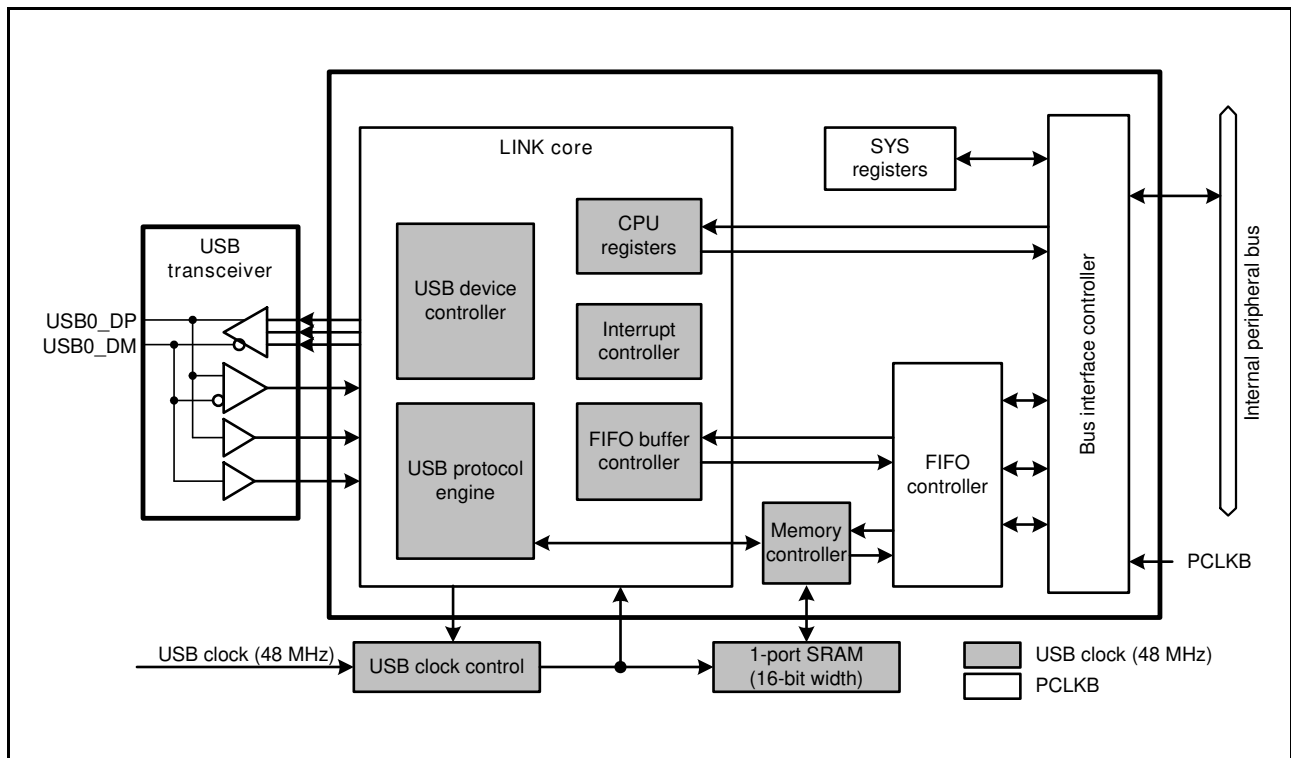 LINK core
SYS
registers
USB
transceiver
USB0_DP
USB0_DM
USB device
controller
CPU
registers
Interrupt
controller
USB protocol
engine
FIFO buffer
controller
Memory
controller
FIFO
controller
Bus interface controller
Internal peripheral bus
PCLKB
USB clock (48 MHz)
USB clock control
1-port SRAM
(16-bit width)
USB clock (48 MHz)
PCLKB